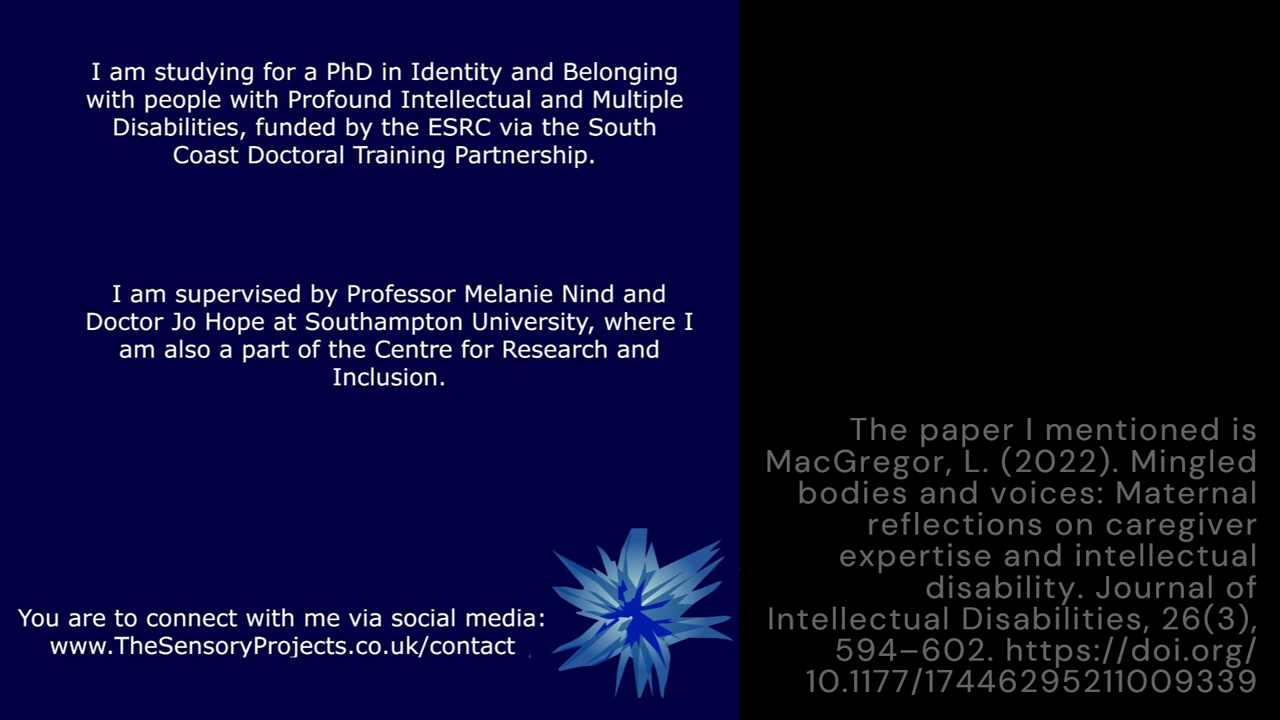 I am studying for a PhD in Identity and Belonging
with people with Profound Intellectual and Multiple
Disabilities, funded by the ESRC via the South
Coast Doctoral Training Partnership.
I am supervised by Professor Melanie Nind and
Doctor Jo Hope at Southampton University, where I
am also a part of the Centre for Research and
Inclusion.
You are to connect with me via social media:
www.TheSensoryProjects.co.uk/contact
The paper I mentioned is
MacGregor, L. (2022). Mingled
bodies and voices: Maternal
reflections on caregiver
expertise and intellectual
disability. Journal of
Intellectual Disabilities, 26(3),
594–602. https://doi.org/
10.1177/17446295211009339